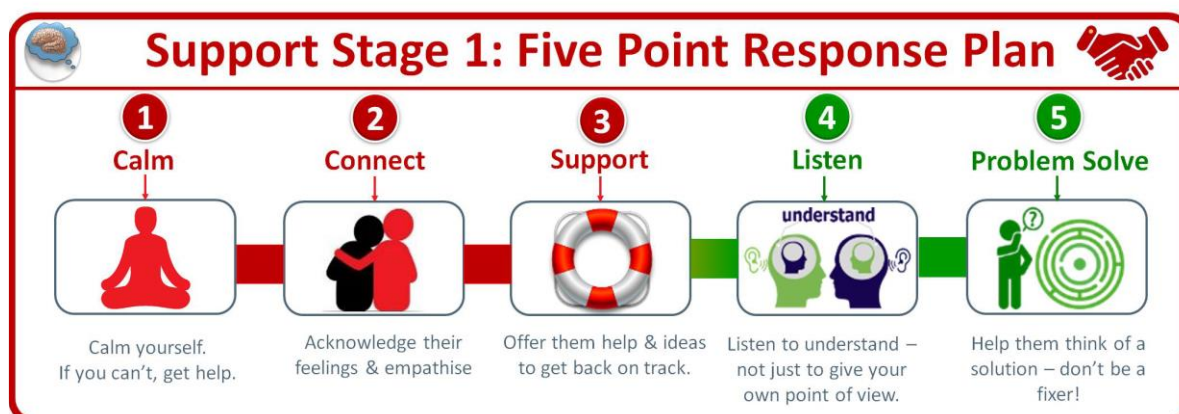 Support Stage 1: Five Point Response Plan
1
Calm
Calm yourself.
If you can't, get help.
2
Connect
Acknowledge their
feelings & empathise
3
Support
Offer them help & ideas
to get back on track.
4
Listen
understand
Listen to understand –
not just to give your
own point of view.
5
Problem Solve
?
Help them think of a
solution – don't be a
fixer!